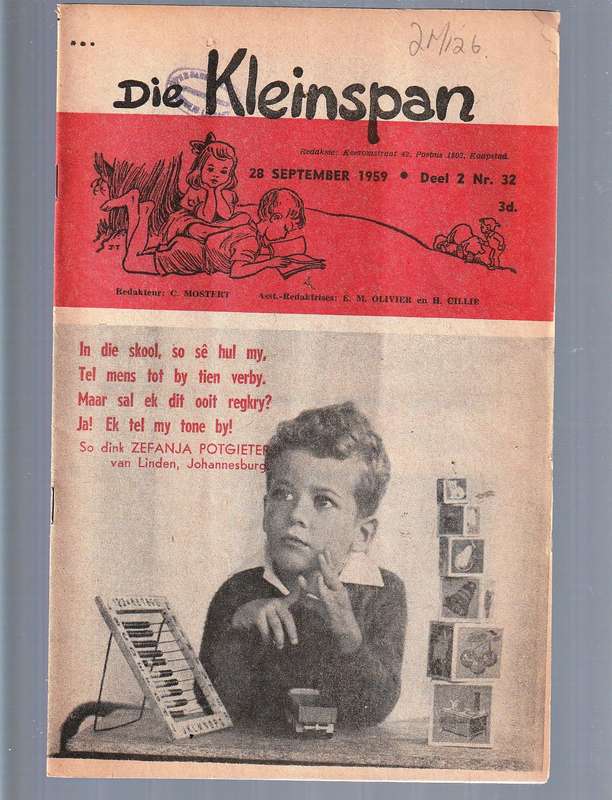 2M/126
Die Kleinspan
Redaksie: Keeromstraat 42, Posbus 1802, Kaapstad.
28 SEPTEMBER 1959 • Deel 2 Nr. 32
3d.
Redakteur: C. MOSTERT Asst.-Redaktrises: E. M. OLIVIER en H. CILLIE
In die skool, so sê hul my,
Tel mens tot by tien verby.
Maar sal ek dit ooit regkry?
Ja! Ek tel my tone by!
So dink ZEFANJA POTGIETER
van Linden, Johannesburg